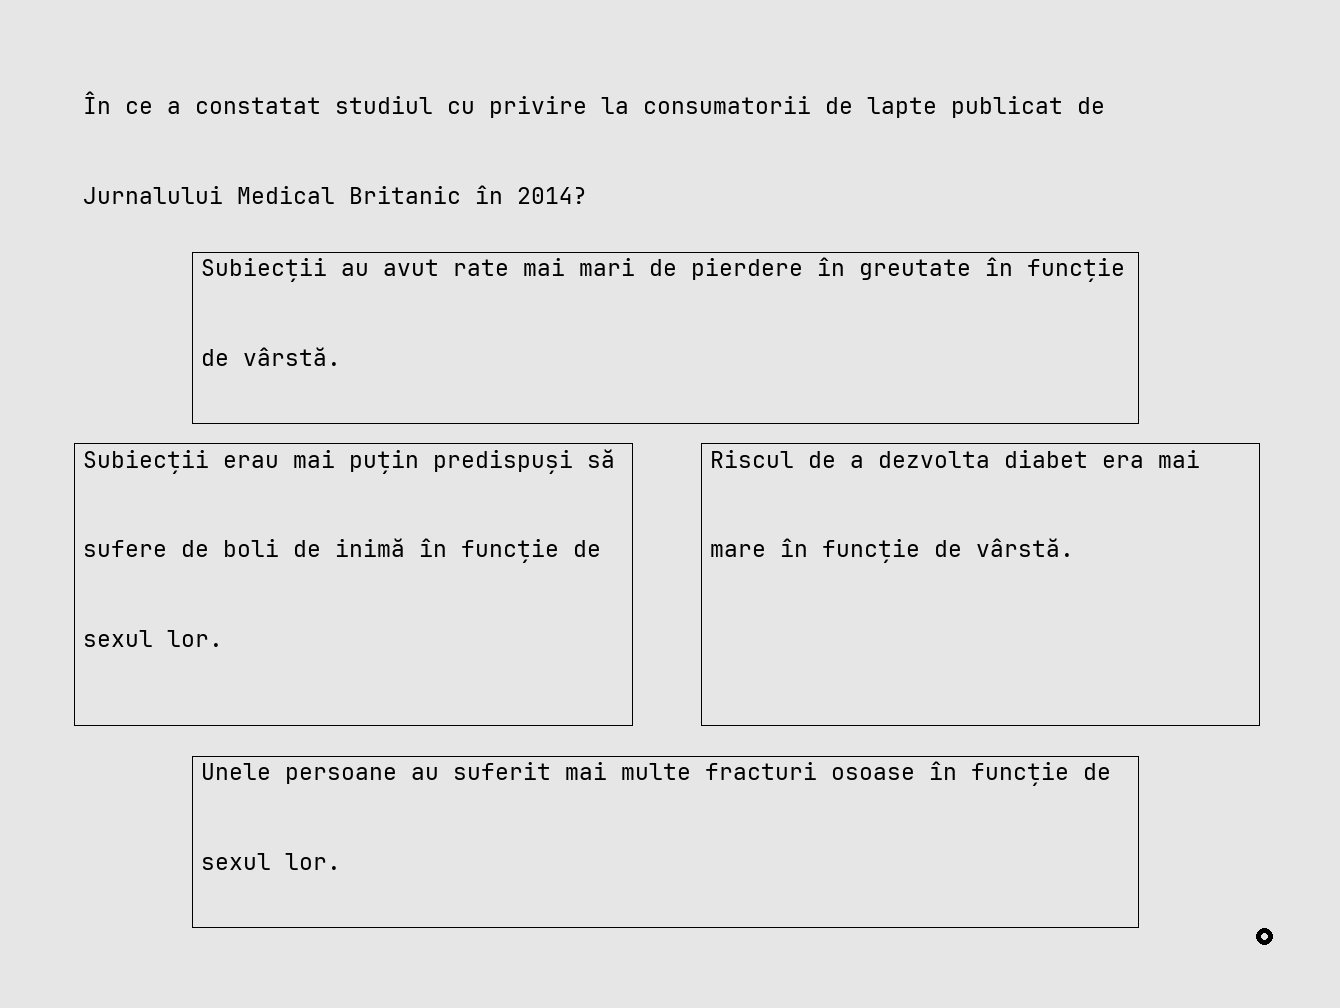 În ce a constatat studiul cu privire la consumatorii de lapte publicat de
Jurnalului Medical Britanic în 2014?
Subiecții au avut rate mai mari de pierdere în greutate în funcție
de vârstă.
Subiecții erau mai puțin predispuși să
sufere de boli de inimă în funcție de
sexul lor.
Riscul de a dezvolta diabet era mai
mare în funcție de vârstă.
Unele persoane au suferit mai multe fracturi osoase în funcție de
sexul lor.